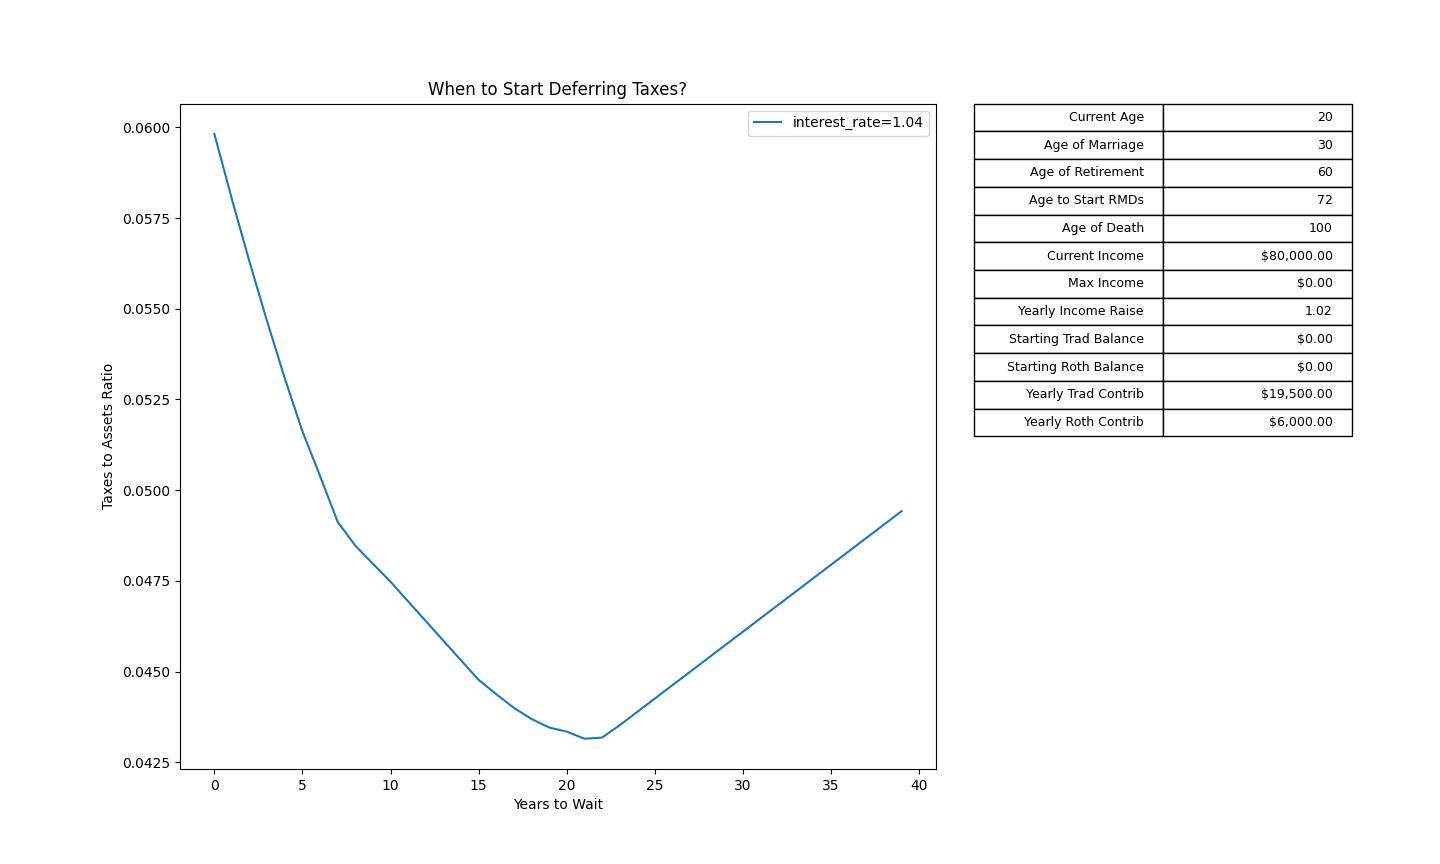 When to Start Deferring Taxes?
interest_rate=1.04
0.0600
0.0575
0.0550
0.0525
0.0500
0.0475
0.0450
0.0425
Taxes to Assets Ratio
0 5 10 15 20 25 30 35 40
Years to Wait
Current Age 20
Age of Marriage 30
Age of Retirement 60
Age to Start RMDs 72
Age of Death 100
Current Income $80,000.00
Max Income $0.00
Yearly Income Raise 1.02
Starting Trad Balance $0.00
Starting Roth Balance $0.00
Yearly Trad Contrib $19,500.00
Yearly Roth Contrib $6,000.00